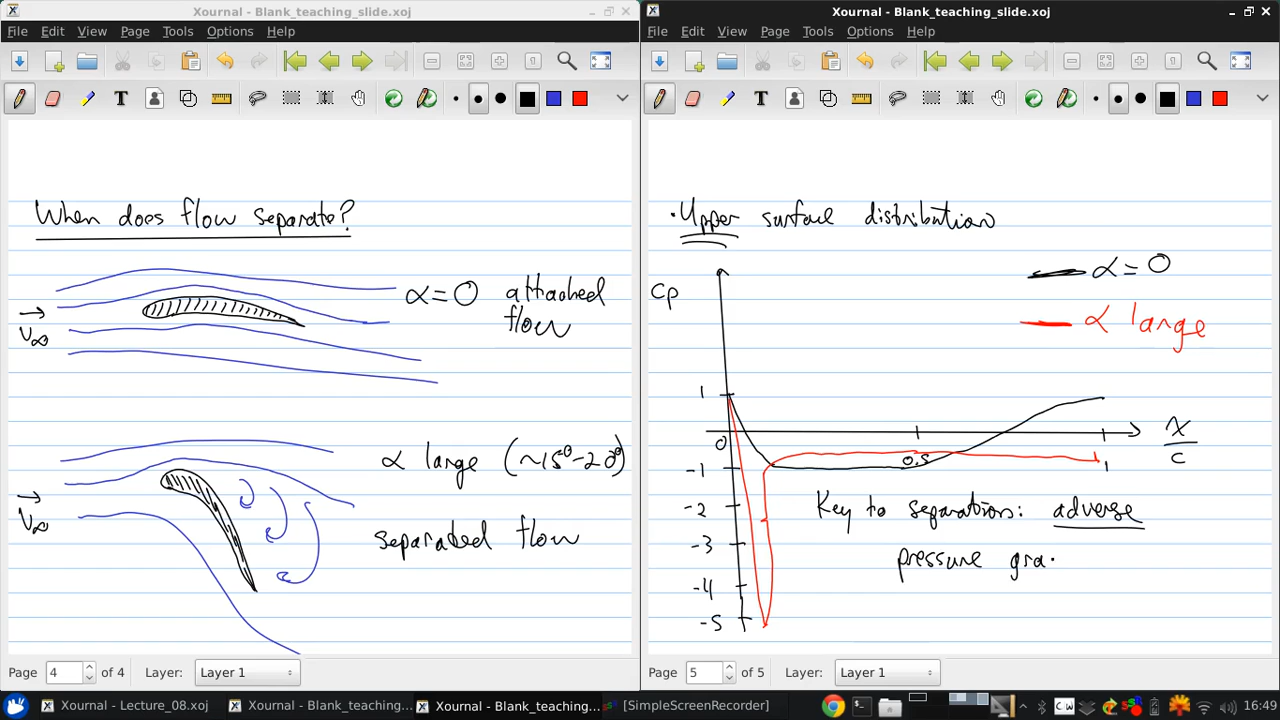 Xournal - Blank_teaching_slide.xoj
File Edit View Page Tools Options Help
When does flow separate?
V∞
α = 0 attached
flow
α large (~15° - 20°)
V∞
separated flow
Page 4 of 4 Layer: Layer 1
Xournal - Blank_teaching_slide.xoj
File Edit View Page Tools Options Help
· Upper surface distribution
α = 0
Cp
α large
1
0
0.5
1
x
c
-1
-2
-3
-4
-5
Key to separations: adverse
pressure gra
Page 5 of 5 Layer: Layer 1
Xournal - Lecture_08.xoj
Xournal - Blank_teaching...
Xournal - Blank_teaching...
[SimpleScreenRecorder]
16:49